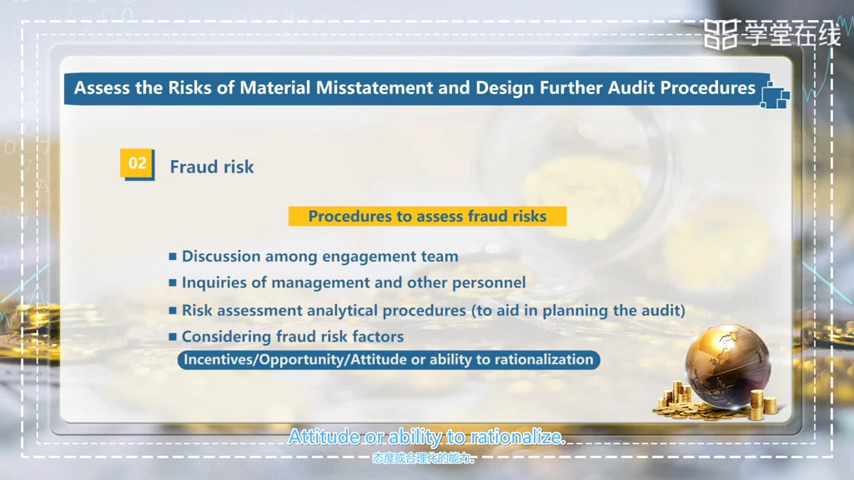 学堂在线
Assess the Risks of Material Misstatement and Design Further Audit Procedures
02
Fraud risk
Procedures to assess fraud risks
■ Discussion among engagement team
■ Inquiries of management and other personnel
■ Risk assessment analytical procedures (to aid in planning the audit)
■ Considering fraud risk factors
Incentives/Opportunity/Attitude or ability to rationalization
Attitude or ability to rationalize.
态度或合理化的能力。